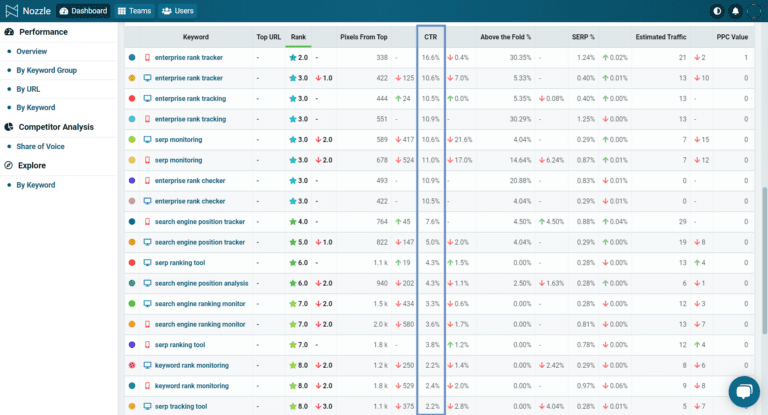 Nozzle Dashboard Teams Users
Performance
Overview
By Keyword Group
By URL
By Keyword
Competitor Analysis
Share of Voice
Explore
By Keyword
Keyword Top URL Rank Pixels From Top CTR Above the Fold % SERP % Estimated Traffic PPC Value
enterprise rank tracker - 2.0 338 - 16.6% 0.4% 30.35% - 1.24% 0.02% 21 2 1
enterprise rank tracker - 3.0 1.0 422 125 10.6% 7.0% 5.33% - 0.40% 0.01% 13 10 0
enterprise rank tracking - 3.0 444 24 10.5% 0.0% 5.35% 0.08% 0.40% 0.00% 13 - 0
enterprise rank tracking - 3.0 551 - 10.9% 30.29% - 1.25% 0.00% 13 - 0
serp monitoring - 3.0 2.0 589 417 10.6% 21.6% 4.04% - 0.29% 0.00% 7 15 0
serp monitoring - 3.0 2.0 678 524 11.0% 17.0% 14.64% 6.24% 0.87% 0.01% 7 12 0
enterprise rank checker - 3.0 493 - 10.9% 20.88% - 0.83% 0.01% 0 - 0
enterprise rank checker - 3.0 422 - 10.5% 4.04% - 0.29% 0.01% 0 - 0
search engine position tracker - 4.0 764 45 7.6% 4.50% 4.50% 0.88% 0.04% 29 - 0
search engine position tracker - 5.0 1.0 822 147 5.0% 2.0% 4.04% - 0.29% 0.00% 19 8 0
serp ranking tool - 6.0 1.1 k 19 4.3% 1.5% 0.00% - 0.28% 0.00% 13 4 0
search engine position analysis - 6.0 2.0 940 202 4.3% 1.1% 2.50% 1.63% 0.28% 0.00% 6 1 0
search engine ranking monitor - 7.0 2.0 1.5 k 434 3.3% 0.6% 0.00% - 0.28% 0.00% 12 3 0
search engine ranking monitor - 7.0 2.0 2.0 k 580 3.6% 1.7% 0.00% - 0.81% 0.00% 13 7 0
serp ranking tool - 7.0 1.8 k - 3.8% 1.2% 0.00% - 0.78% 0.00% 12 4 0
keyword rank monitoring - 8.0 2.0 1.2 k 250 2.2% 1.4% 0.00% 2.42% 0.29% 0.00% 8 6 0
keyword rank monitoring - 8.0 2.0 1.8 k 529 2.4% 2.0% 0.00% - 0.97% 0.06% 9 8 0
serp tracking tool - 8.0 3.0 1.1 k 375 2.2% 2.8% 0.00% 4.04% 0.28% 0.00% 5 7 0